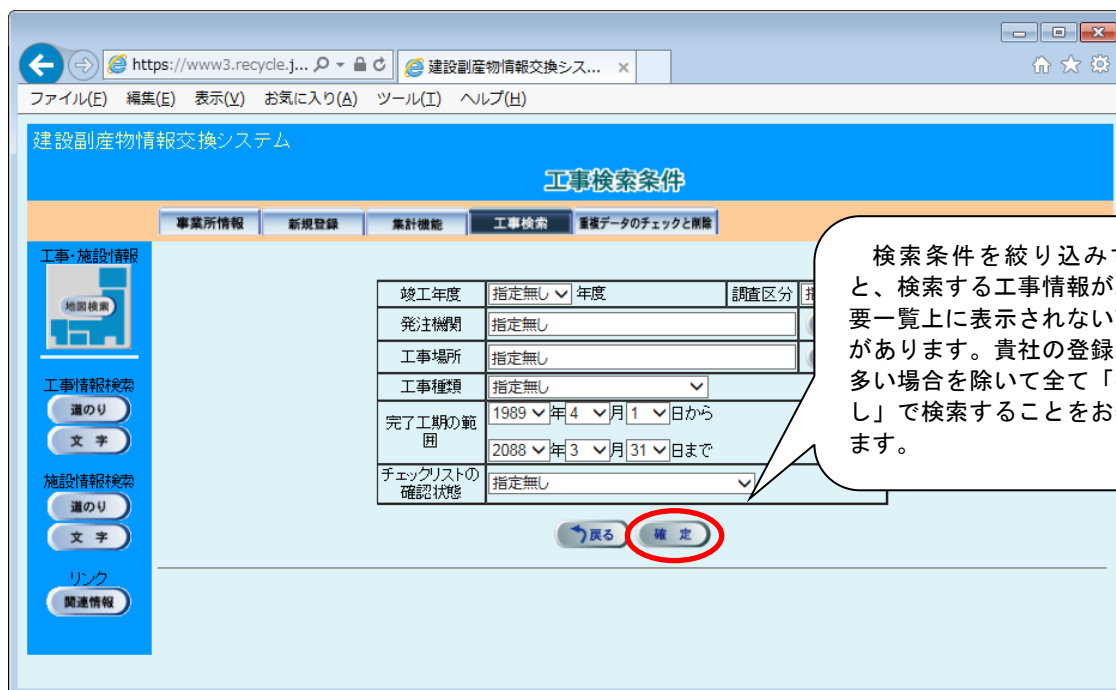 https://www3.recycle.j...
建設副産物情報交換シス...
ファイル(F) 編集(E) 表示(V) お気に入り(A) ツール(T) ヘルプ(H)
建設副産物情報交換システム
工事検索条件
事業所情報 新規登録 集計機能 工事検索 重複データのチェックと削除
工事・施設情報
地図検索
工事情報検索
道のり
文 字
施設情報検索
道のり
文 字
リンク
関連情報
竣工年度 指定無し 年度 調査区分
発注機関 指定無し
工事場所 指定無し
工事種類 指定無し
完了工期の範囲 1989年4月1日から
2088年3月31日まで
チェックリストの確認状態 指定無し
戻る 確 定
検索条件を絞り込み
と、検索する工事情報が
要一覧上に表示されない
があります。貴社の登録
多い場合を除いて全て「
し」で検索することをお
ます。